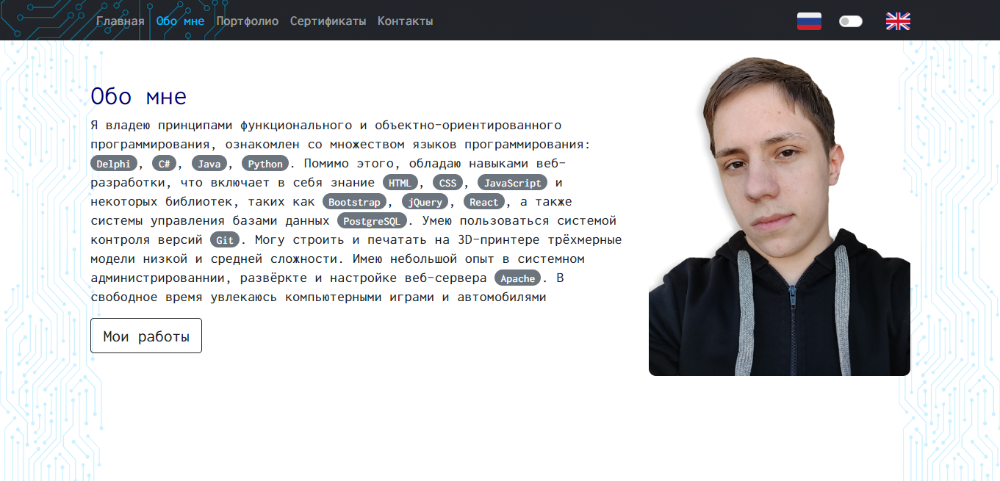 Главная Обо мне Портфолио Сертификаты Контакты
Обо мне
Я владею принципами функционального и объектно-ориентированного
программирования, ознакомлен со множеством языков программирования:
Delphi, C#, Java, Python. Помимо этого, обладаю навыками веб-
разработки, что включает в себя знание HTML, CSS, JavaScript и
некоторых библиотек, таких как Bootstrap, jQuery, React, а также
системы управления базами данных PostgreSQL. Умею пользоваться системой
контроля версий Git. Могу строить и печатать на 3D-принтере трёхмерные
модели низкой и средней сложности. Имею небольшой опыт в системном
администрированнии, развёркте и настройке веб-сервера Apache. В
свободное время увлекаюсь компьютерными играми и автомобилями
Мои работы